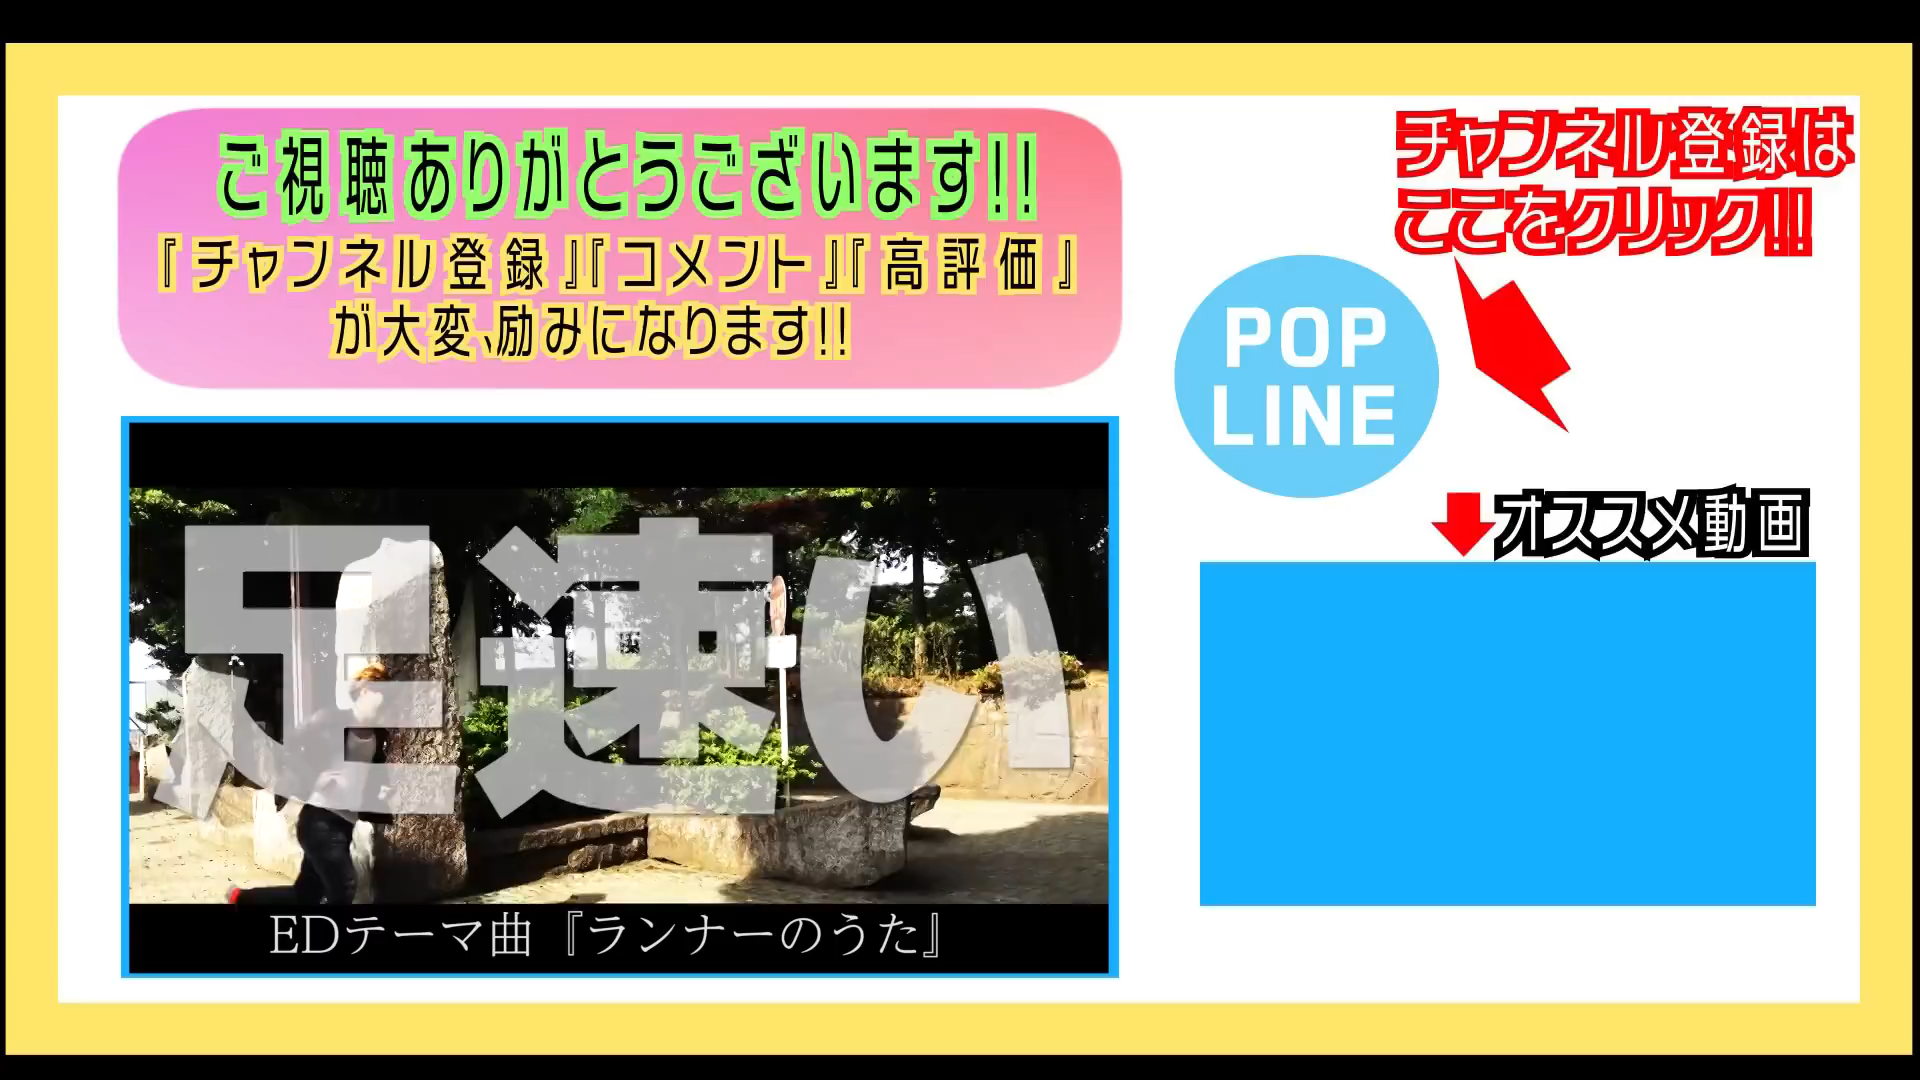 ご視聴ありがとうございます!!
『チャンネル登録』『コメント』『高評価』
が大変、励みになります!!
チャンネル登録は
ここをクリック!!
POP
LINE
オススメ動画
足速い
EDテーマ曲『ランナーのうた』